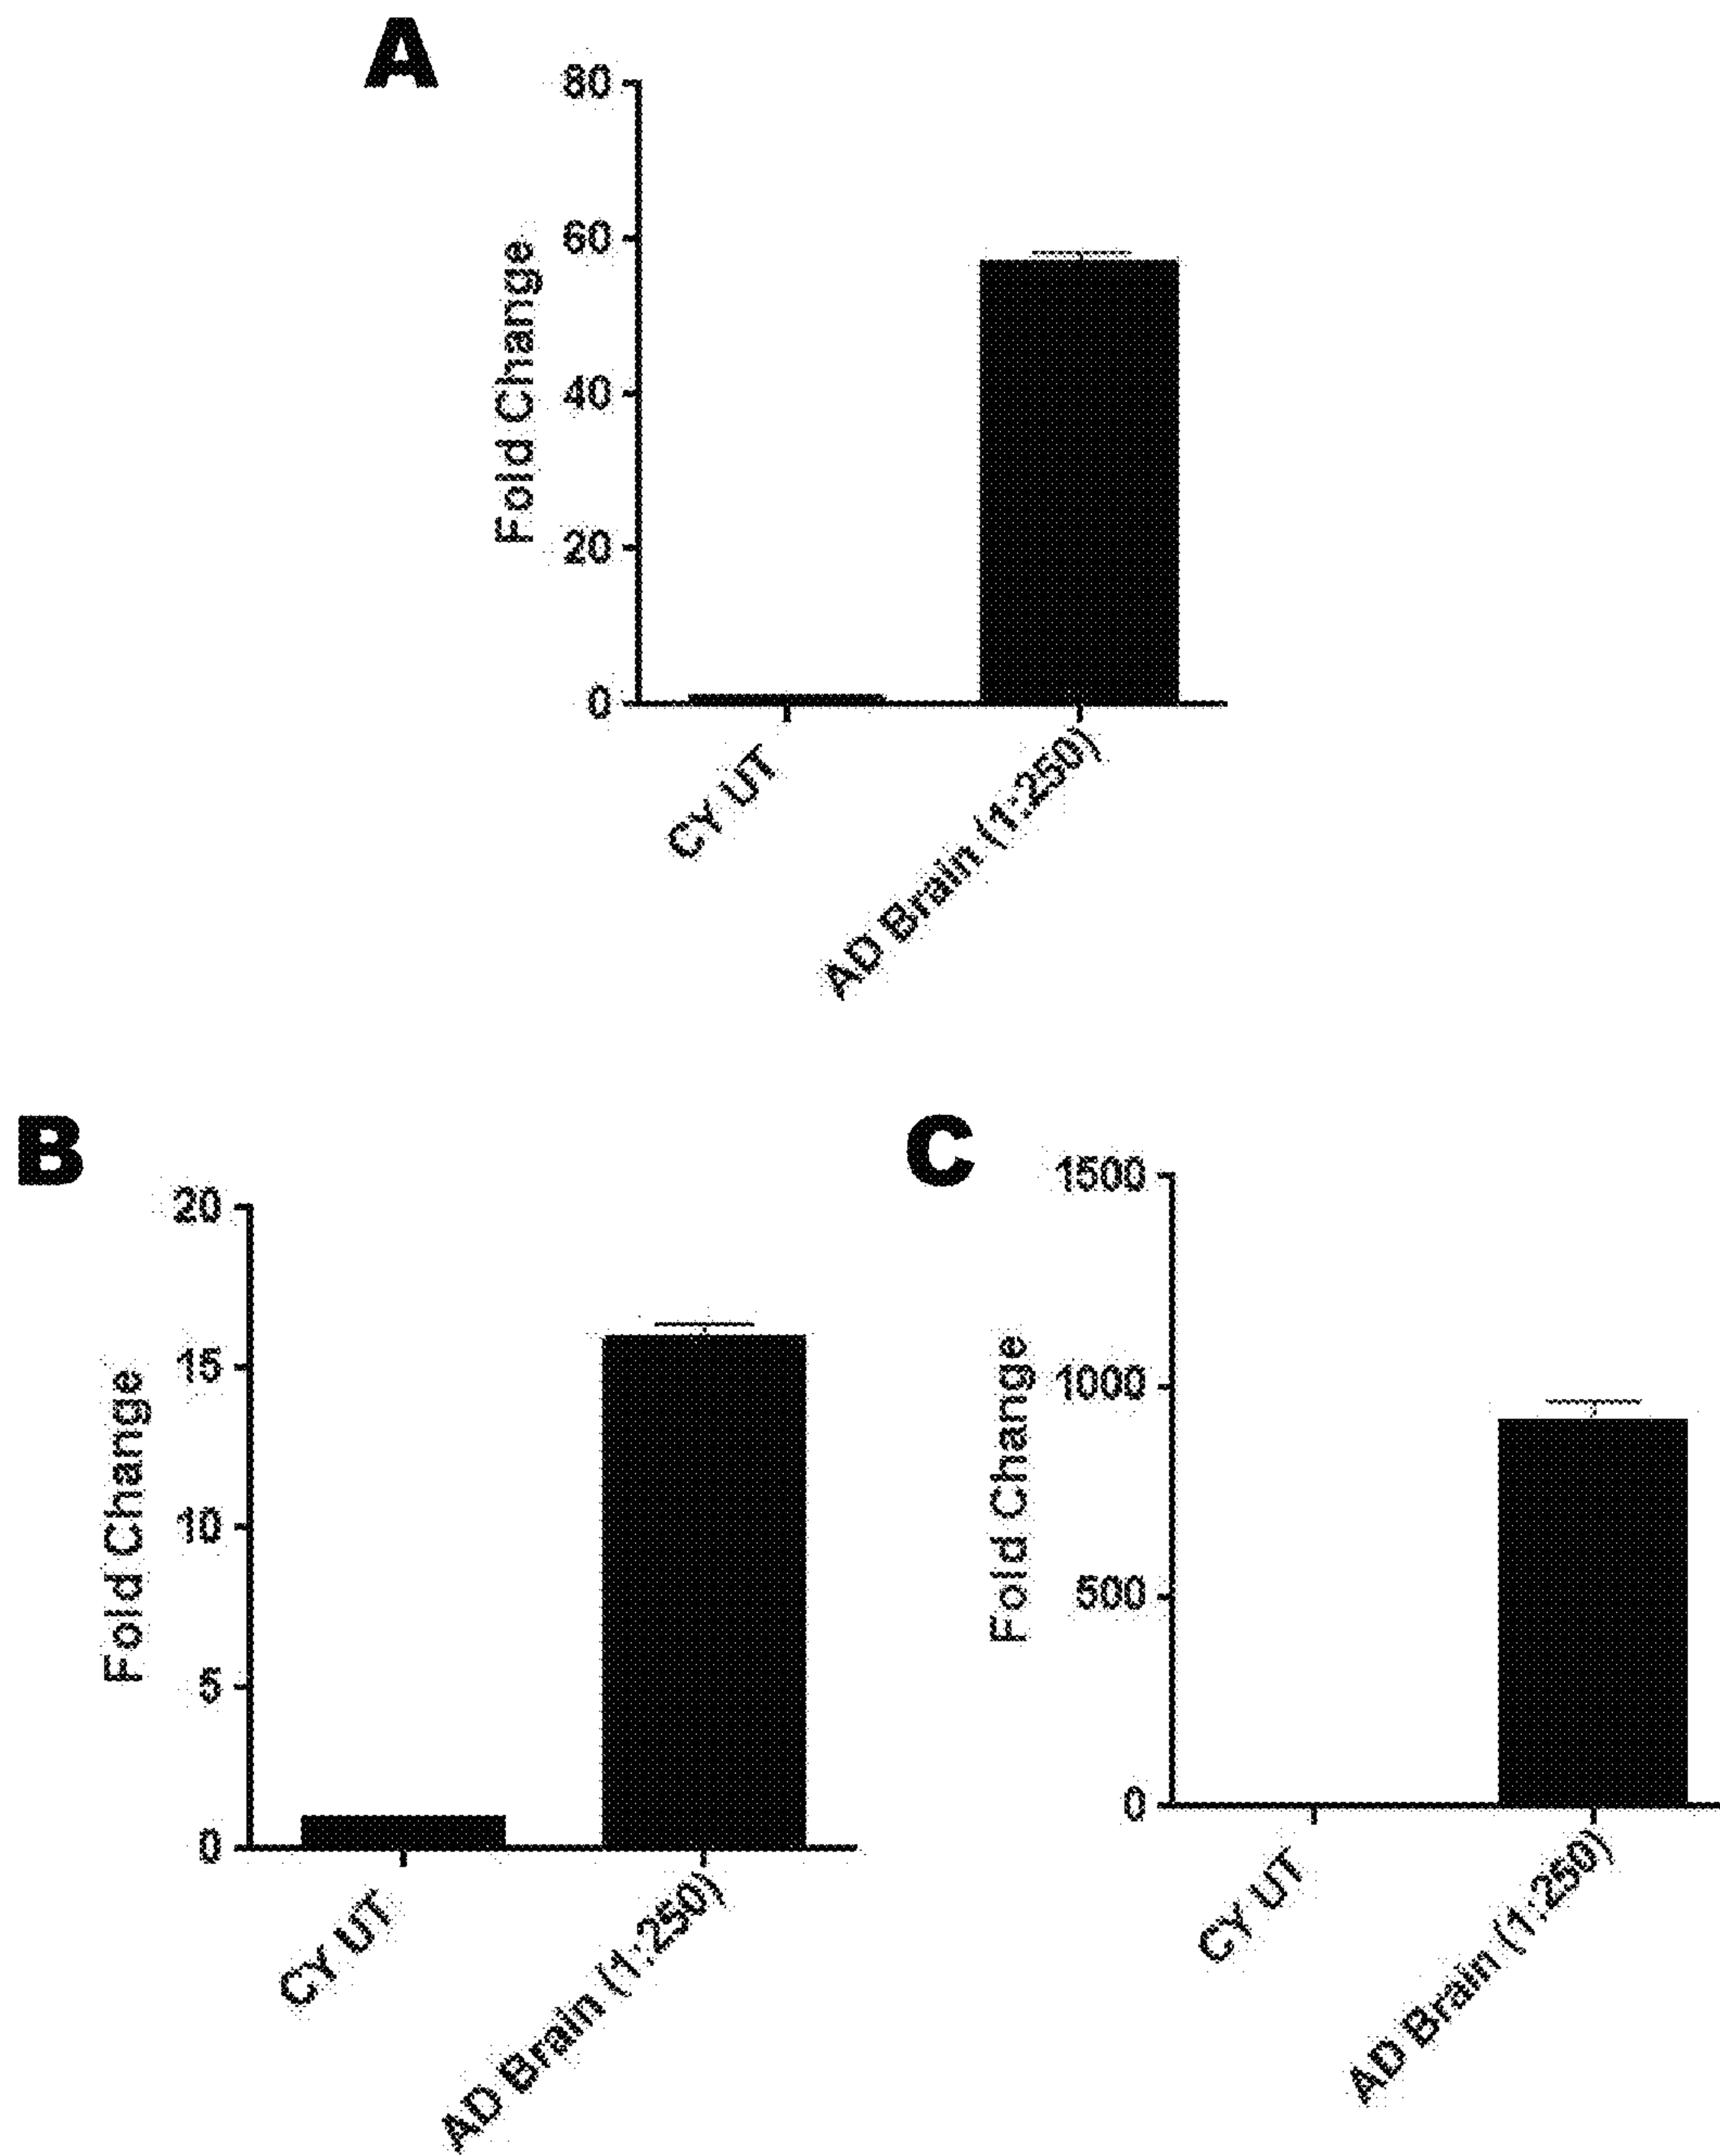 A
80
60
40
20
0
Fold Change
CY UT
AD Brain (1:250)
B
20
15
10
5
0
Fold Change
CY UT
AD Brain (1:250)
C
1500
1000
500
0
Fold Change
CY UT
AD Brain (1:250)